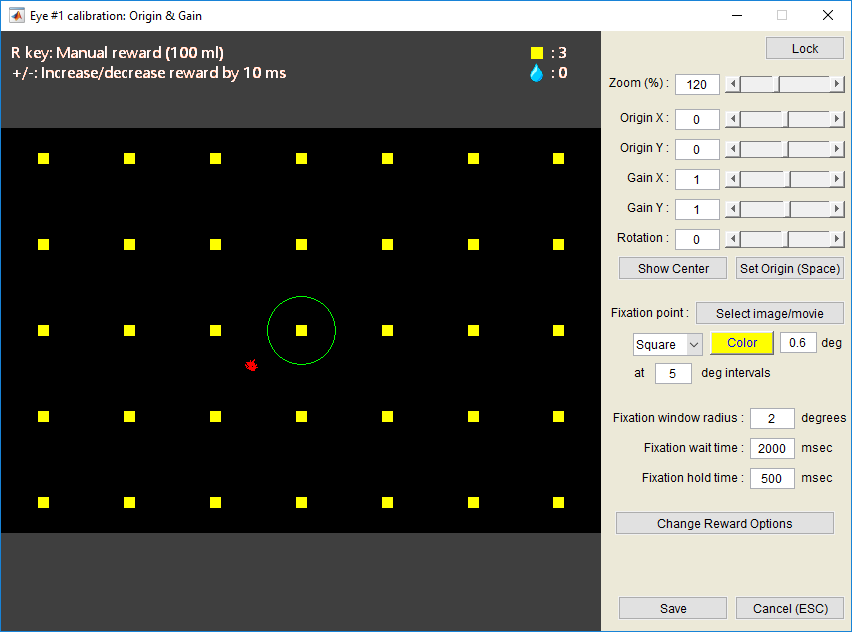 Eye #1 calibration: Origin & Gain
R key: Manual reward (100 ml)
+/-: Increase/decrease reward by 10 ms
: 3
: 0
Lock
Zoom (%) : 120
Origin X : 0
Origin Y : 0
Gain X : 1
Gain Y : 1
Rotation : 0
Show Center Set Origin (Space)
Fixation point : Select image/movie
Square Color 0.6 deg
at 5 deg intervals
Fixation window radius : 2 degrees
Fixation wait time : 2000 msec
Fixation hold time : 500 msec
Change Reward Options
Save Cancel (ESC)